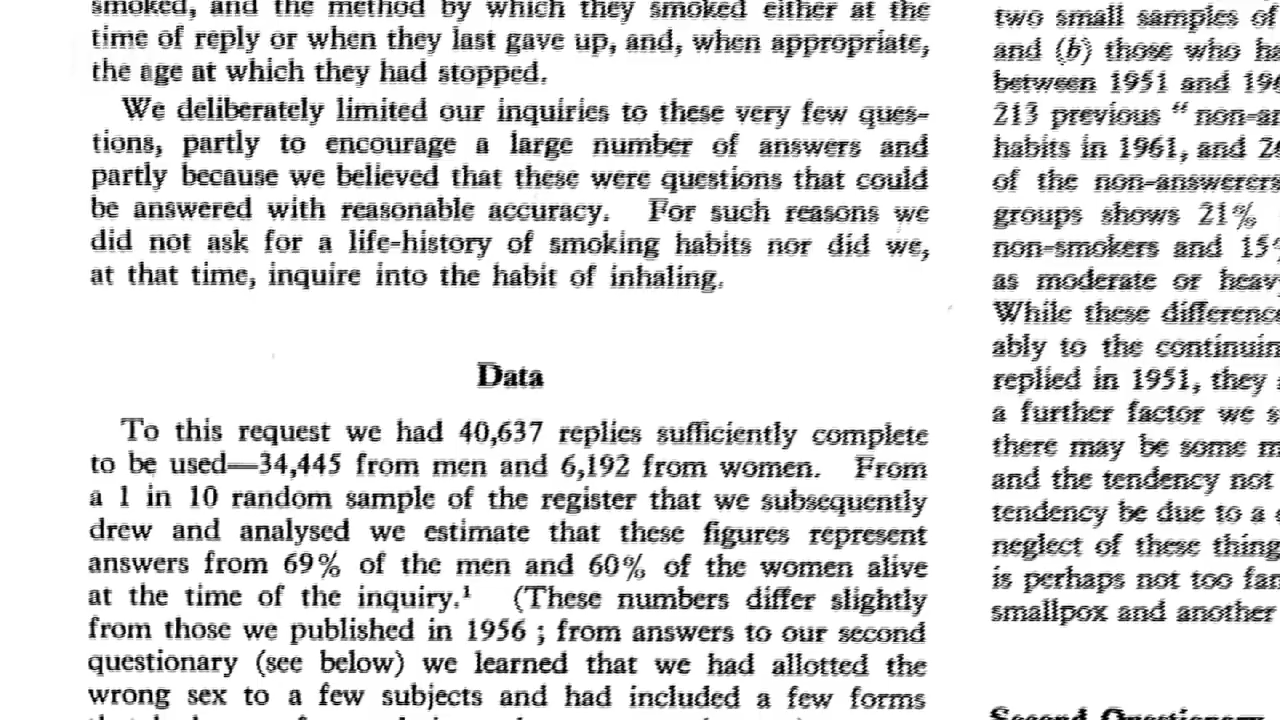 smoked, and the method by which they smoked either at the
time of reply or when they last gave up, and, when appropriate,
the age at which they had stopped.
We deliberately limited our inquiries to these very few ques-
tions, partly to encourage a large number of answers and
partly because we believed that these were questions that could
be answered with reasonable accuracy. For such reasons we
did not ask for a life-history of smoking habits nor did we,
at that time, inquire into the habit of inhaling.
Data
To this request we had 40,637 replies sufficiently complete
to be used—34,445 from men and 6,192 from women. From
a 1 in 10 random sample of the register that we subsequently
drew and analysed we estimate that these figures represent
answers from 69% of the men and 60% of the women alive
at the time of the inquiry.¹ (These numbers differ slightly
from those we published in 1956 ; from answers to our second
questionary (see below) we learned that we had allotted the
wrong sex to a few subjects and had included a few forms
two small samples of
and (b) those who ha
between 1951 and 196
213 previous “ non-an
habits in 1961, and 26
of the non-answerers
groups shows 21%
non-smokers and 15%
as moderate or heavy
While these difference
ably to the continuin
replied in 1951, they
a further factor we s
there may be some m
and the tendency not
tendency be due to a
neglect of these thing
is perhaps not too far
smallpox and another
Second Questionary